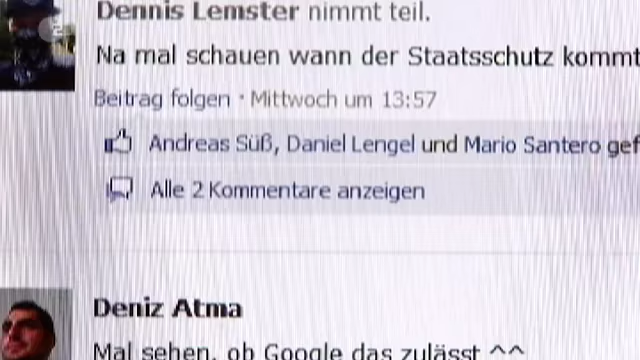 Dennis Lemster nimmt teil.
Na mal schauen wann der Staatsschutz kommt
Beitrag folgen · Mittwoch um 13:57
Andreas Süß, Daniel Lengel und Mario Santero gef
Alle 2 Kommentare anzeigen
Deniz Atma
Mal sehen, ob Google das zulässt ^^